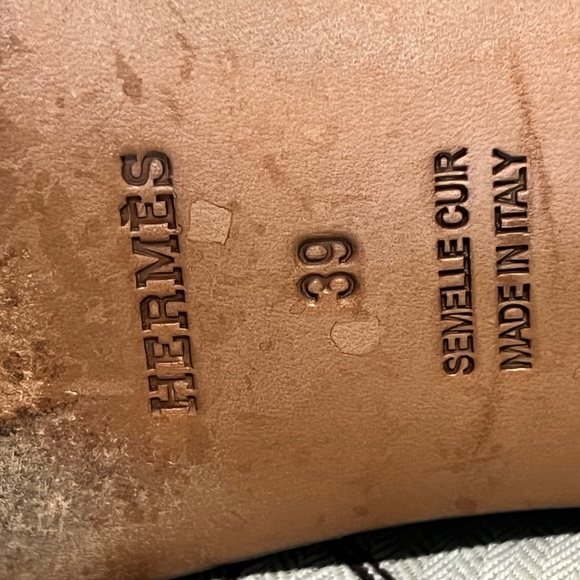 HERMÈS
39
SEMELLE CUIR
MADE IN ITALY